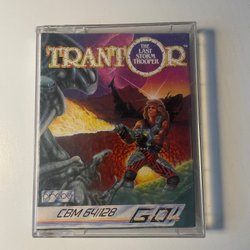 TRANTOR
THE
LAST STORM
TROOPER
CBM 64/128
GO!